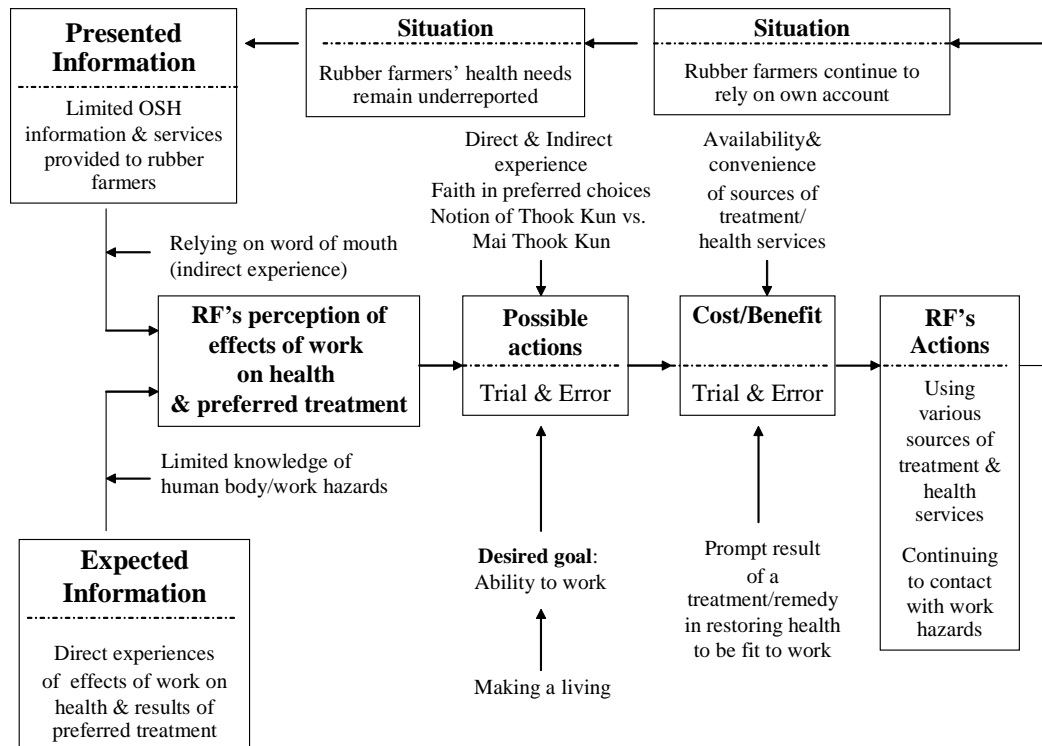 Presented
Information
Limited OSH
information & services
provided to rubber
farmers
Situation
Rubber farmers’ health needs
remain underreported
Situation
Rubber farmers continue to
rely on own account
Direct & Indirect
experience
Faith in preferred choices
Notion of Thook Kun vs.
Mai Thook Kun
Availability&
convenience
of sources of
treatment/
health services
Relying on word of mouth
(indirect experience)
RF’s perception of
effects of work
on health
& preferred treatment
Possible
actions
Trial & Error
Cost/Benefit
Trial & Error
RF’s
Actions
Using
various
sources of
treatment &
health
services
Continuing
to contact
with work
hazards
Limited knowledge of
human body/work hazards
Expected
Information
Direct experiences
of effects of work on
health & results of
preferred treatment
Desired goal:
Ability to work
Making a living
Prompt result
of a
treatment/remedy
in restoring health
to be fit to work